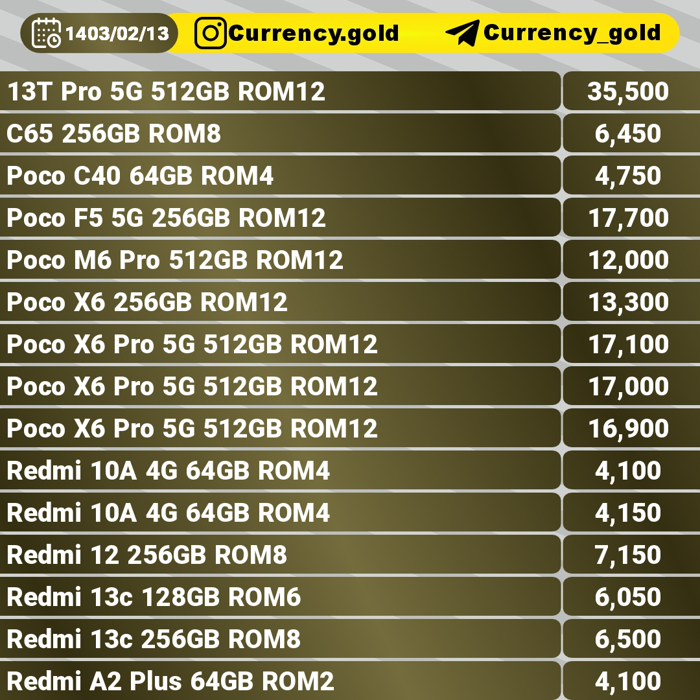 1403/02/13 Currency.gold Currency_gold
13T Pro 5G 512GB ROM12 35,500
C65 256GB ROM8 6,450
Poco C40 64GB ROM4 4,750
Poco F5 5G 256GB ROM12 17,700
Poco M6 Pro 512GB ROM12 12,000
Poco X6 256GB ROM12 13,300
Poco X6 Pro 5G 512GB ROM12 17,100
Poco X6 Pro 5G 512GB ROM12 17,000
Poco X6 Pro 5G 512GB ROM12 16,900
Redmi 10A 4G 64GB ROM4 4,100
Redmi 10A 4G 64GB ROM4 4,150
Redmi 12 256GB ROM8 7,150
Redmi 13c 128GB ROM6 6,050
Redmi 13c 256GB ROM8 6,500
Redmi A2 Plus 64GB ROM2 4,100